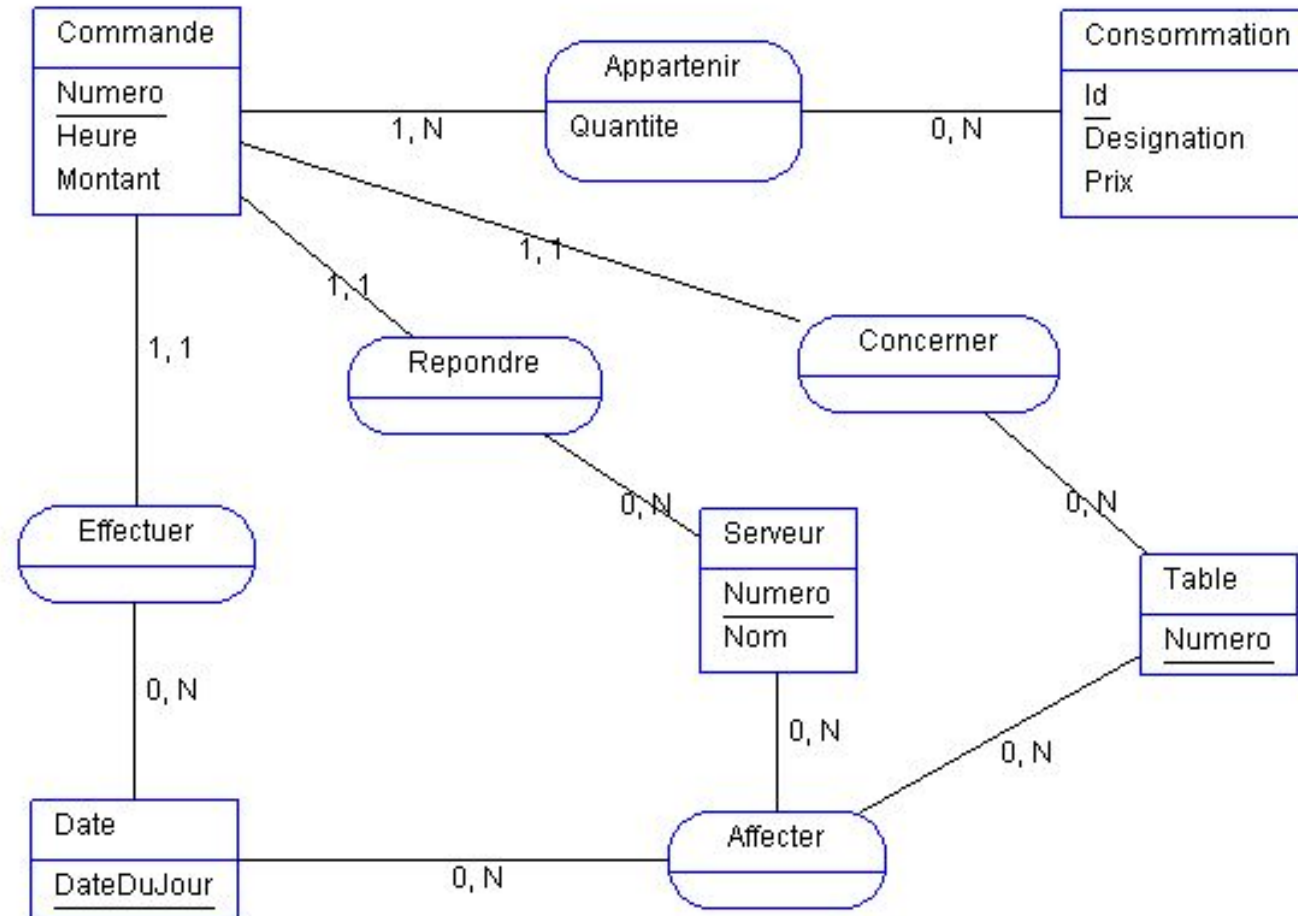 Commande
Numero
Heure
Montant
1, N
Appartenir
Quantite
0, N
Consommation
Id
Designation
Prix
1, 1
1, 1
1, 1
Repondre
Concerner
0, N
0, N
Effectuer
Serveur
Numero
Nom
Table
Numero
0, N
0, N
0, N
Date
DateDuJour
0, N
Affecter